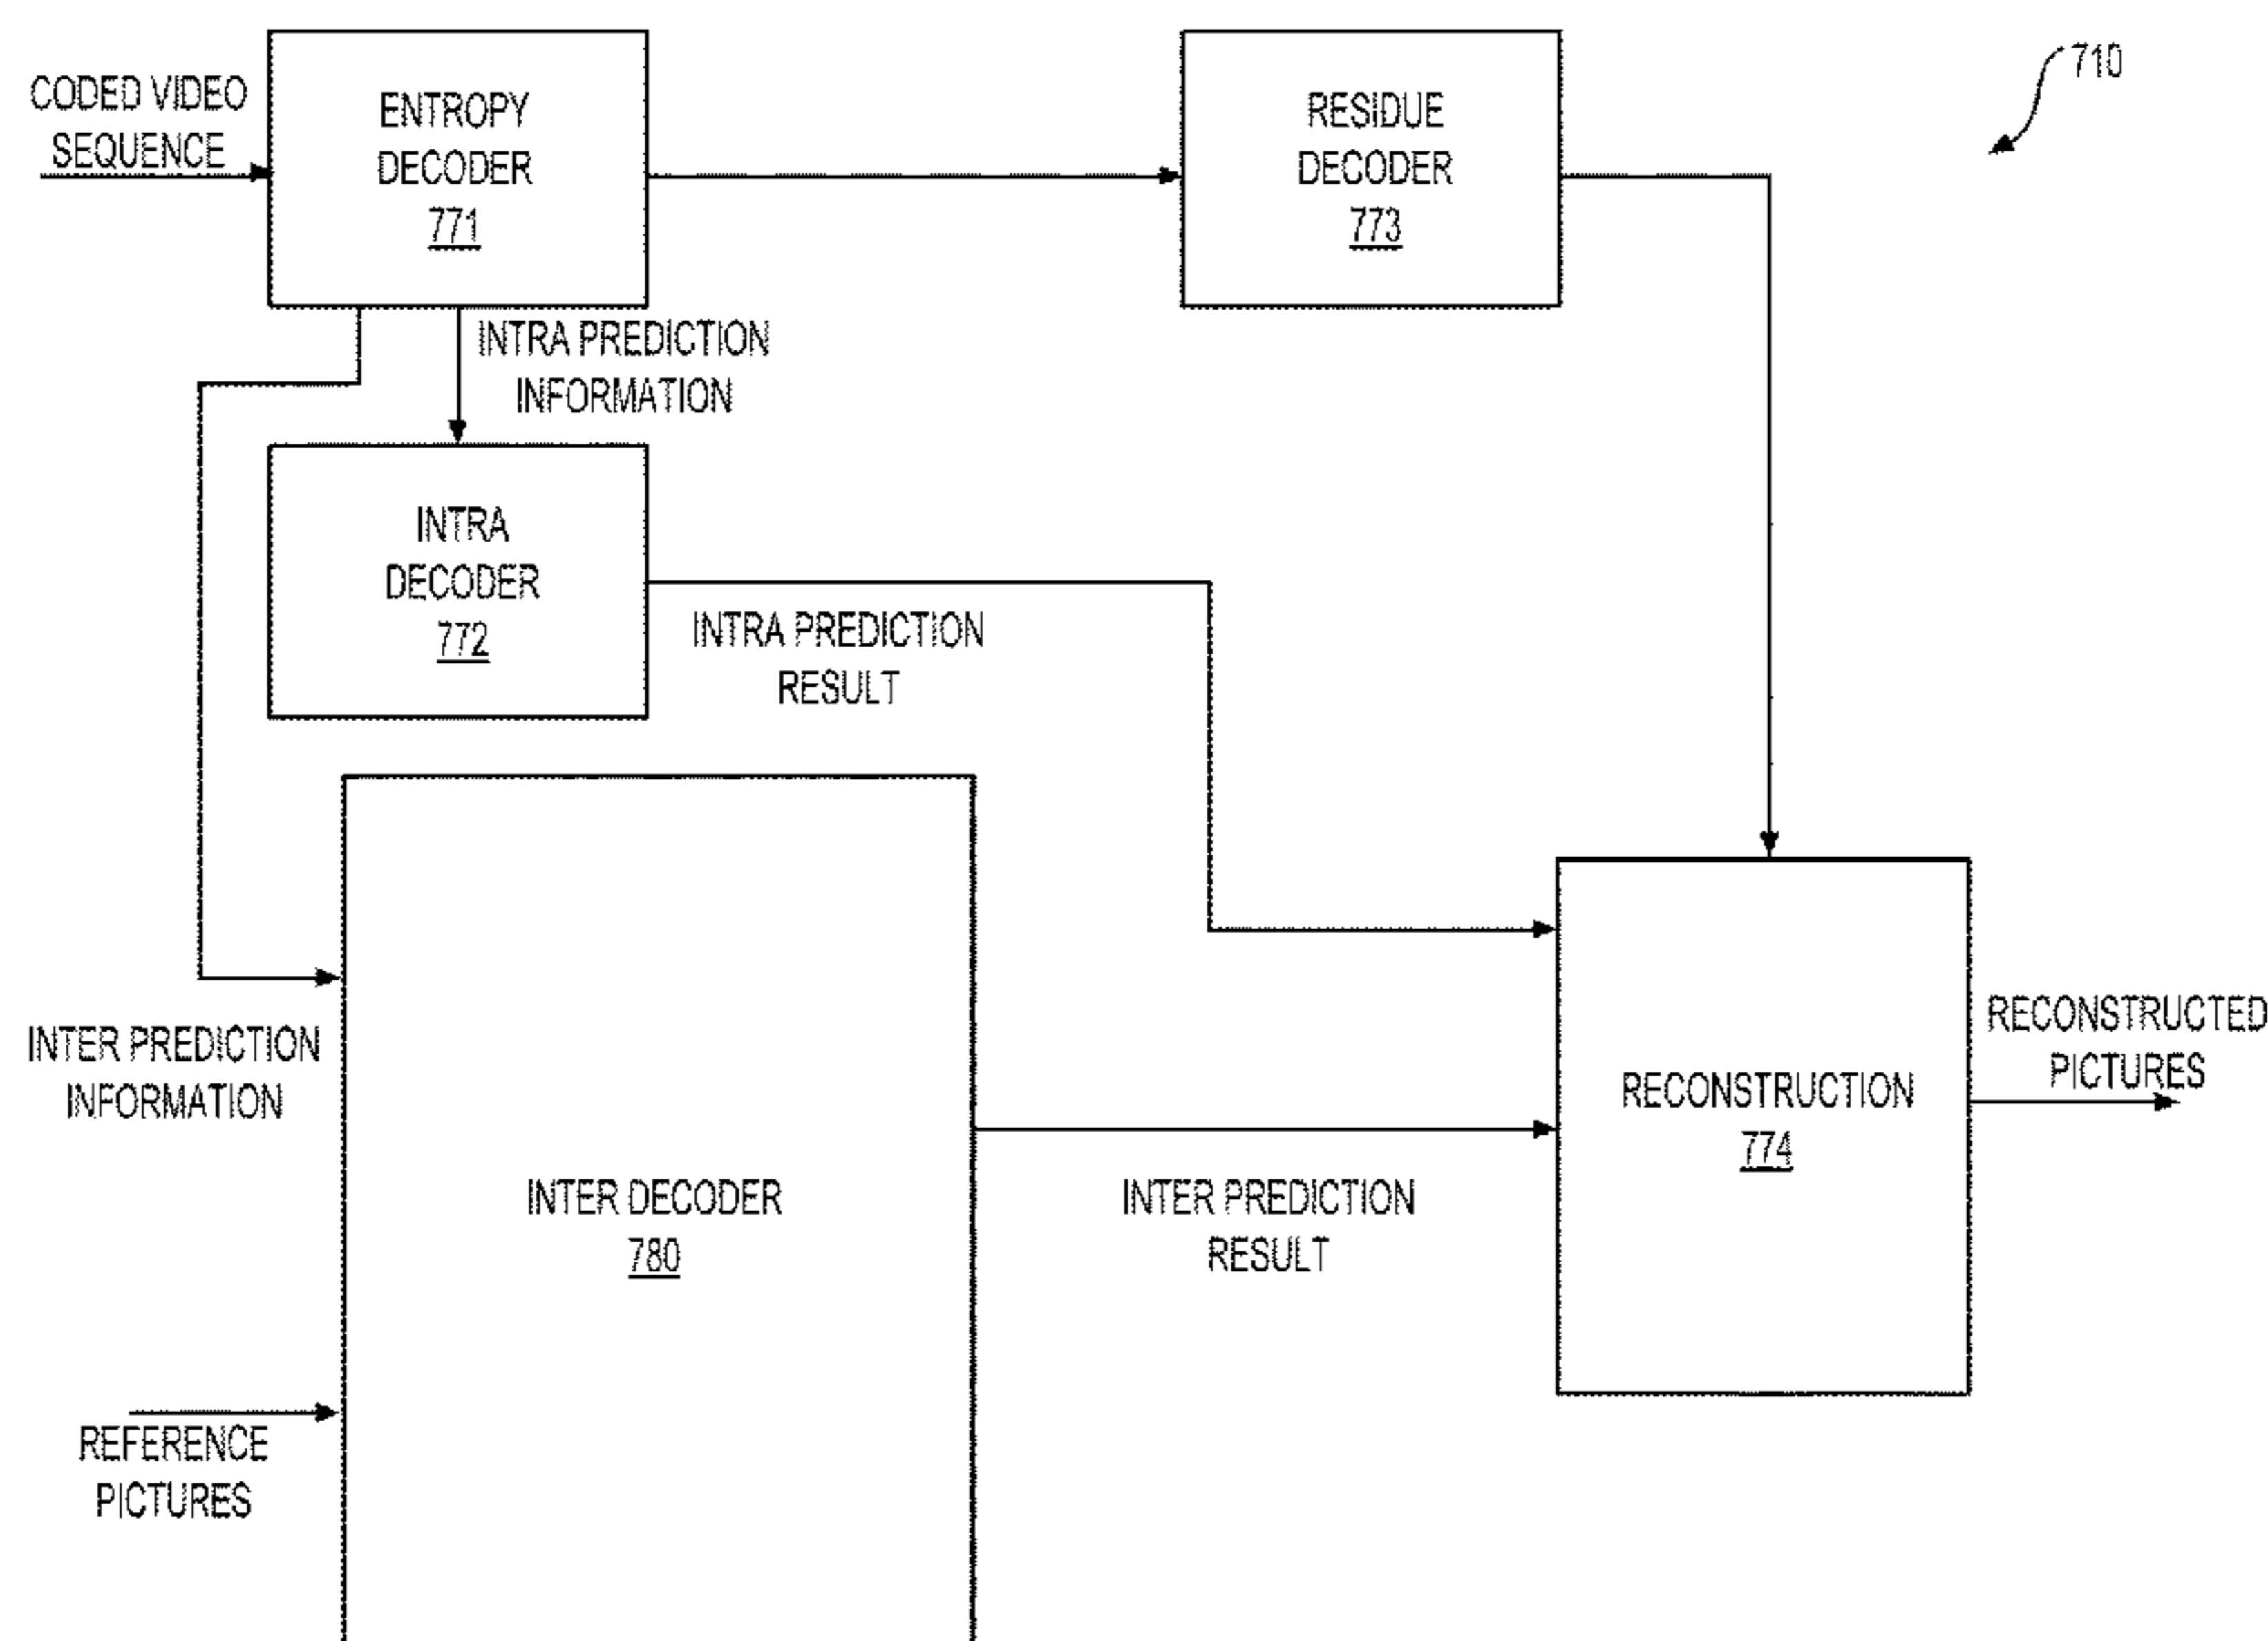 CODED VIDEO
SEQUENCE
ENTROPY
DECODER
771
RESIDUE
DECODER
773
710
INTRA PREDICTION
INFORMATION
INTRA
DECODER
772
INTRA PREDICTION
RESULT
INTER PREDICTION
INFORMATION
INTER DECODER
780
REFERENCE
PICTURES
INTER PREDICTION
RESULT
RECONSTRUCTION
774
RECONSTRUCTED
PICTURES